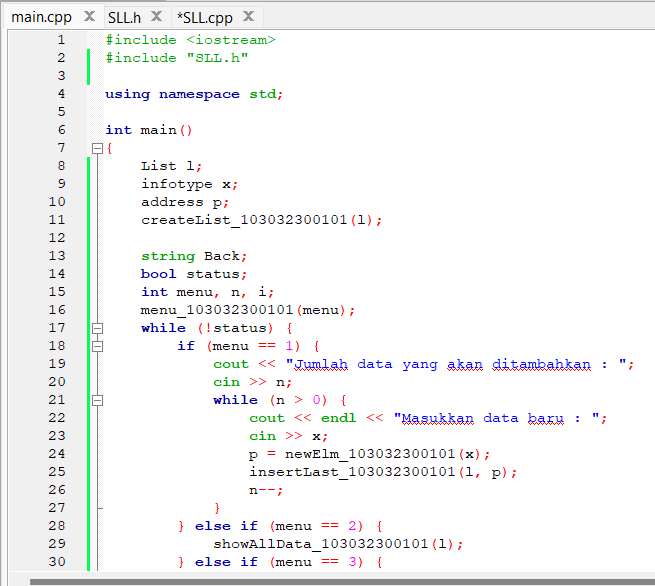 main.cpp SLL.h *SLL.cpp
1 #include <iostream>
2 #include "SLL.h"
3
4 using namespace std;
5
6 int main()
7 {
8 List l;
9 infotype x;
10 address p;
11 createList_103032300101(l);
12
13 string Back;
14 bool status;
15 int menu, n, i;
16 menu_103032300101(menu);
17 while (!status) {
18 if (menu == 1) {
19 cout << "Jumlah data yang akan ditambahkan : ";
20 cin >> n;
21 while (n > 0) {
22 cout << endl << "Masukkan data baru : ";
23 cin >> x;
24 p = newElm_103032300101(x);
25 insertLast_103032300101(l, p);
26 n--;
27 }
28 } else if (menu == 2) {
29 showAllData_103032300101(l);
30 } else if (menu == 3) {